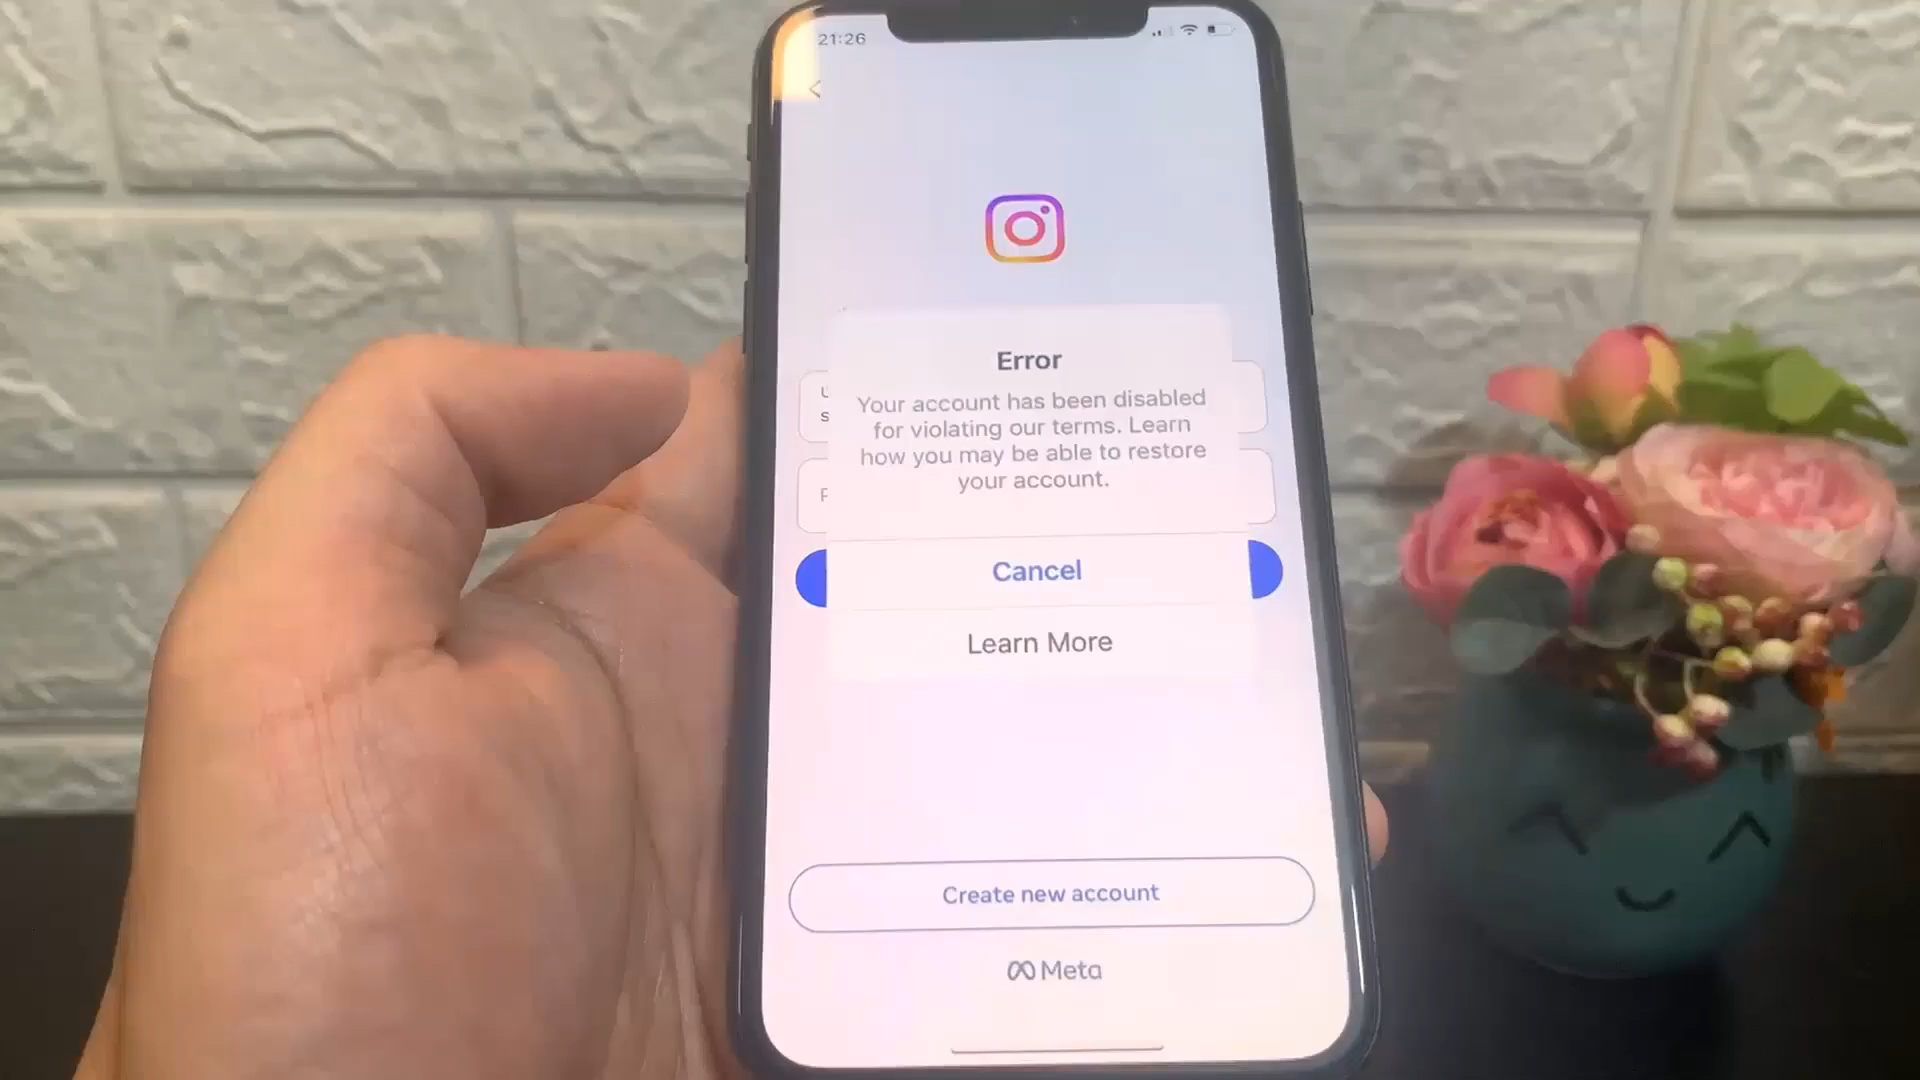 21:26
Error
Your account has been disabled
for violating our terms. Learn
how you may be able to restore
your account.
Cancel
Learn More
Create new account
Meta